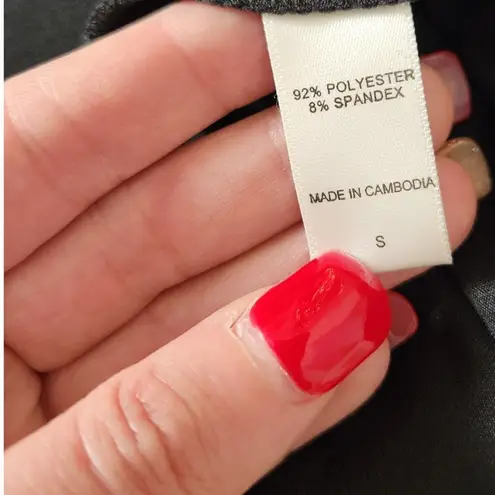 92% POLYESTER
8% SPANDEX
MADE IN CAMBODIA
S